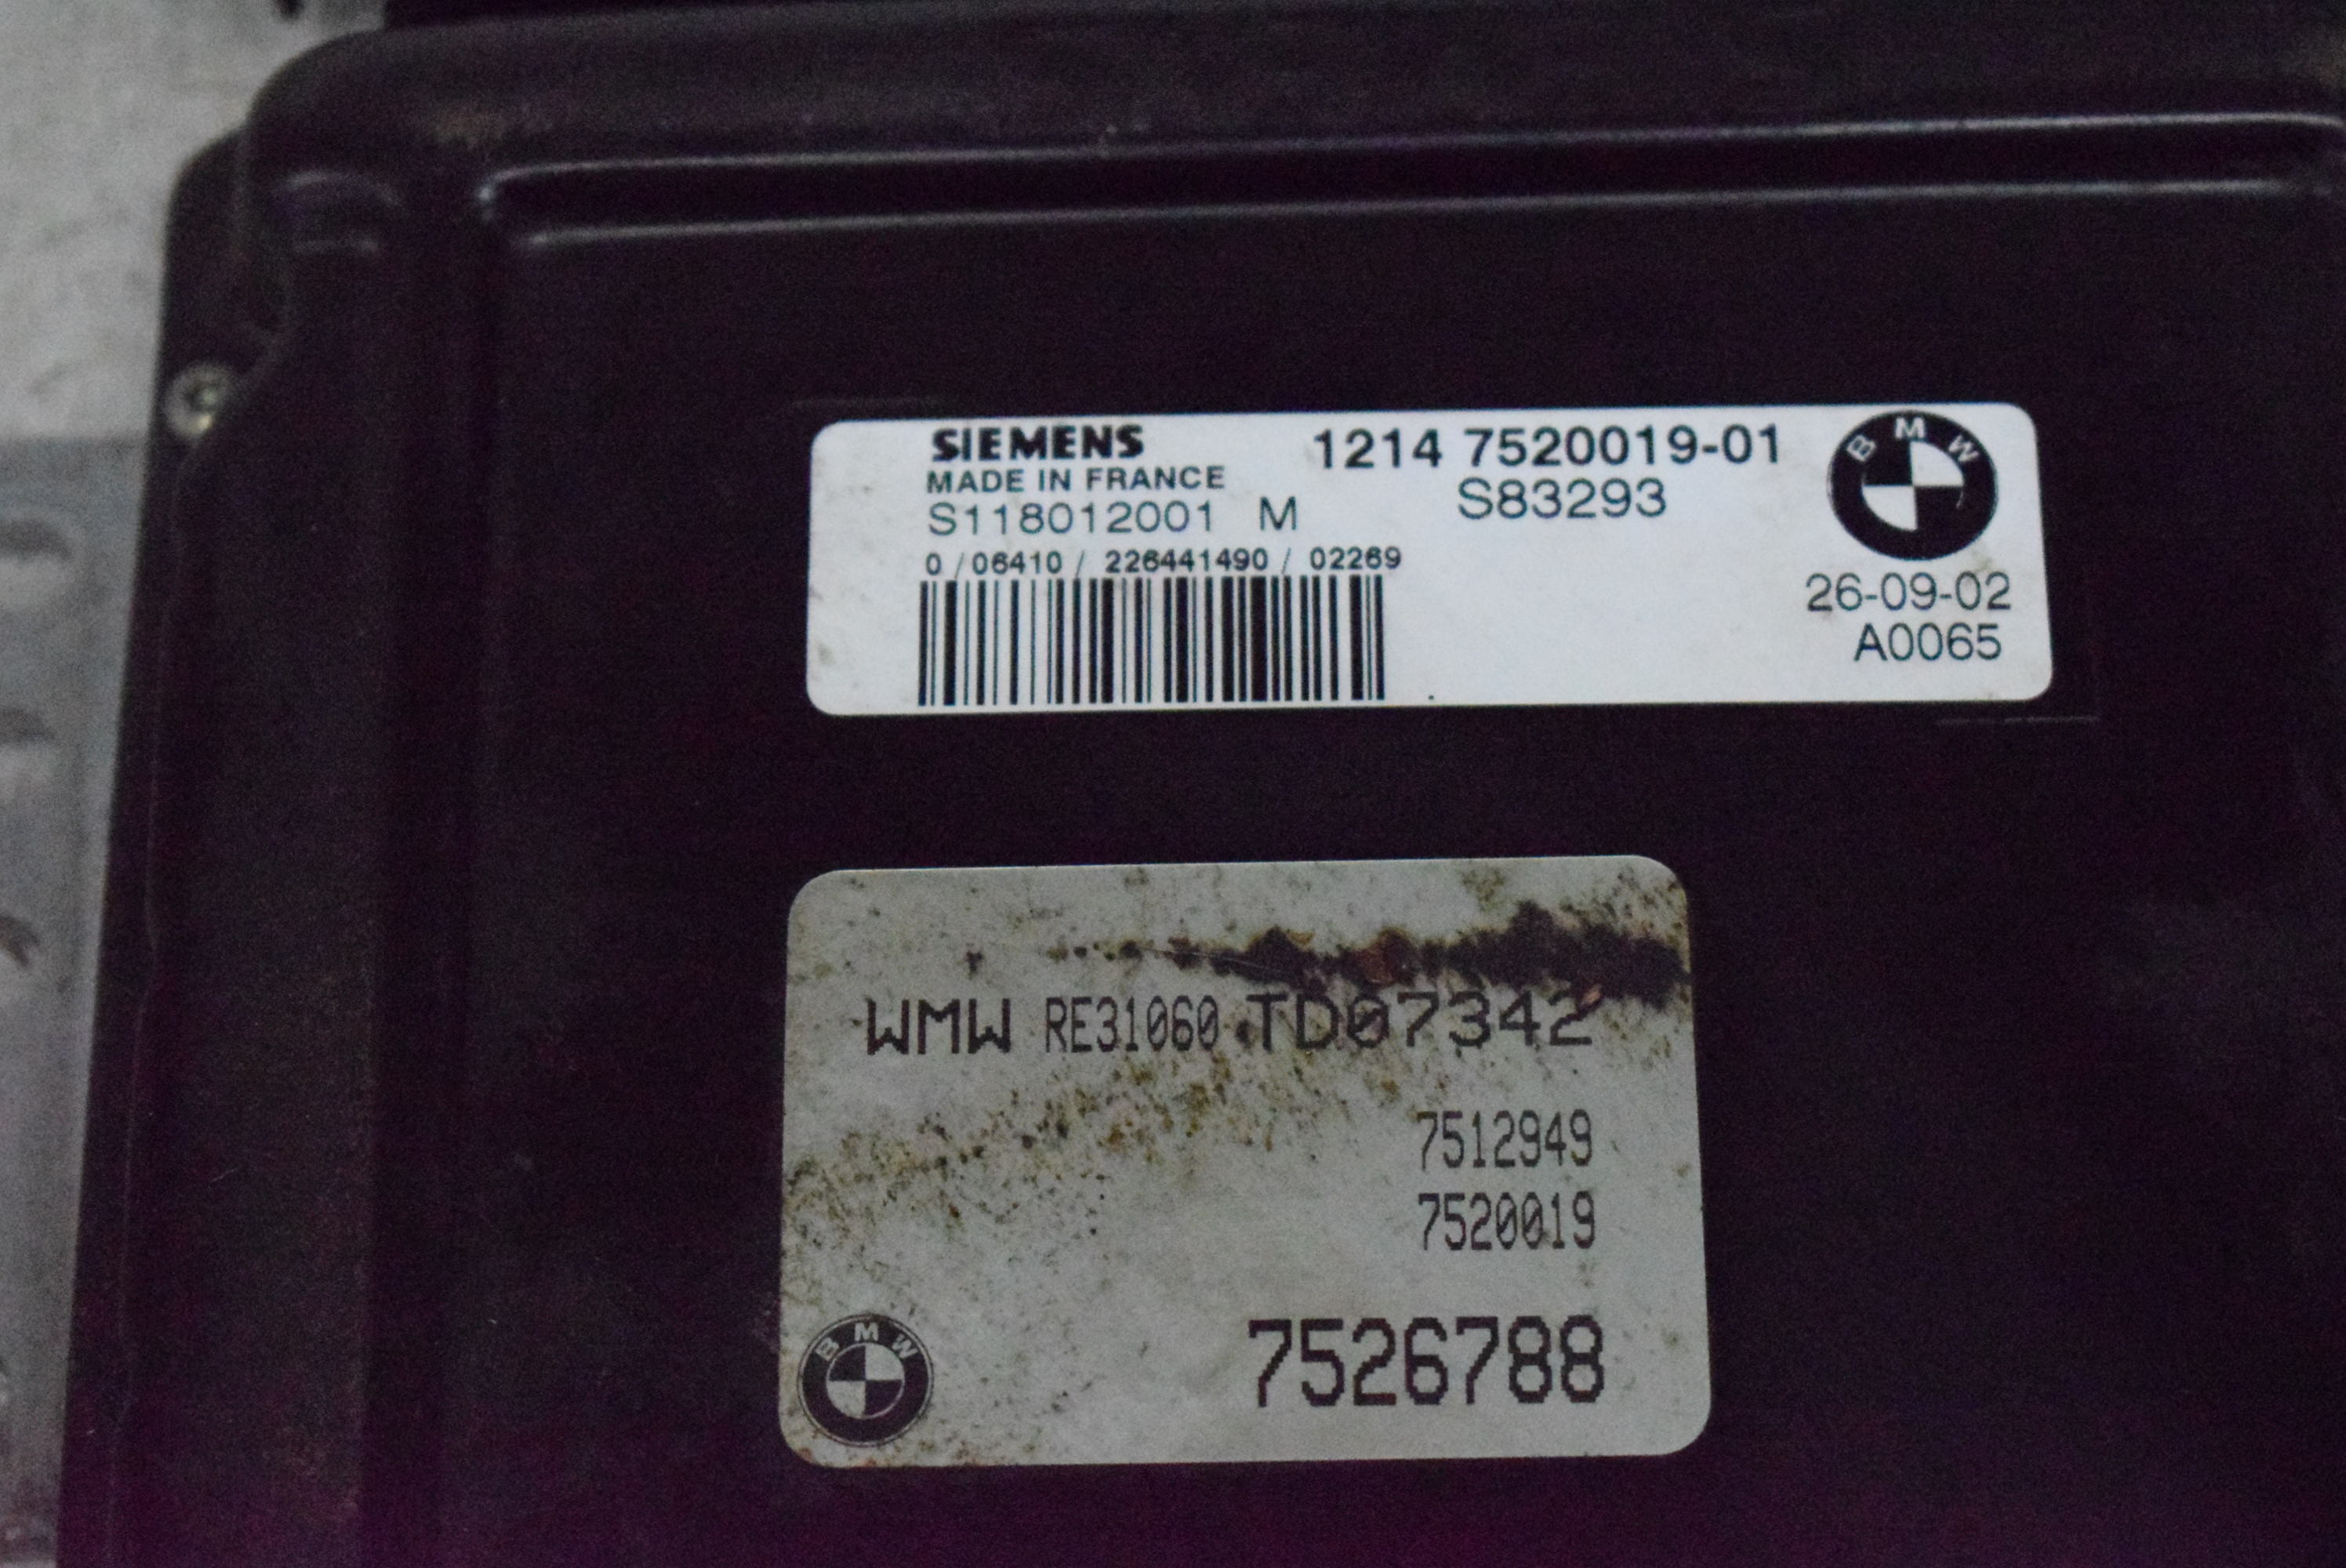 SIEMENS 1214 7520019-01
MADE IN FRANCE S83293
S118012001 M
0 / 06410 / 226441490 / 02269
BMW
26-09-02
A0065
WMW RE31060 TD07342
7512949
7520019
7526788
BMW